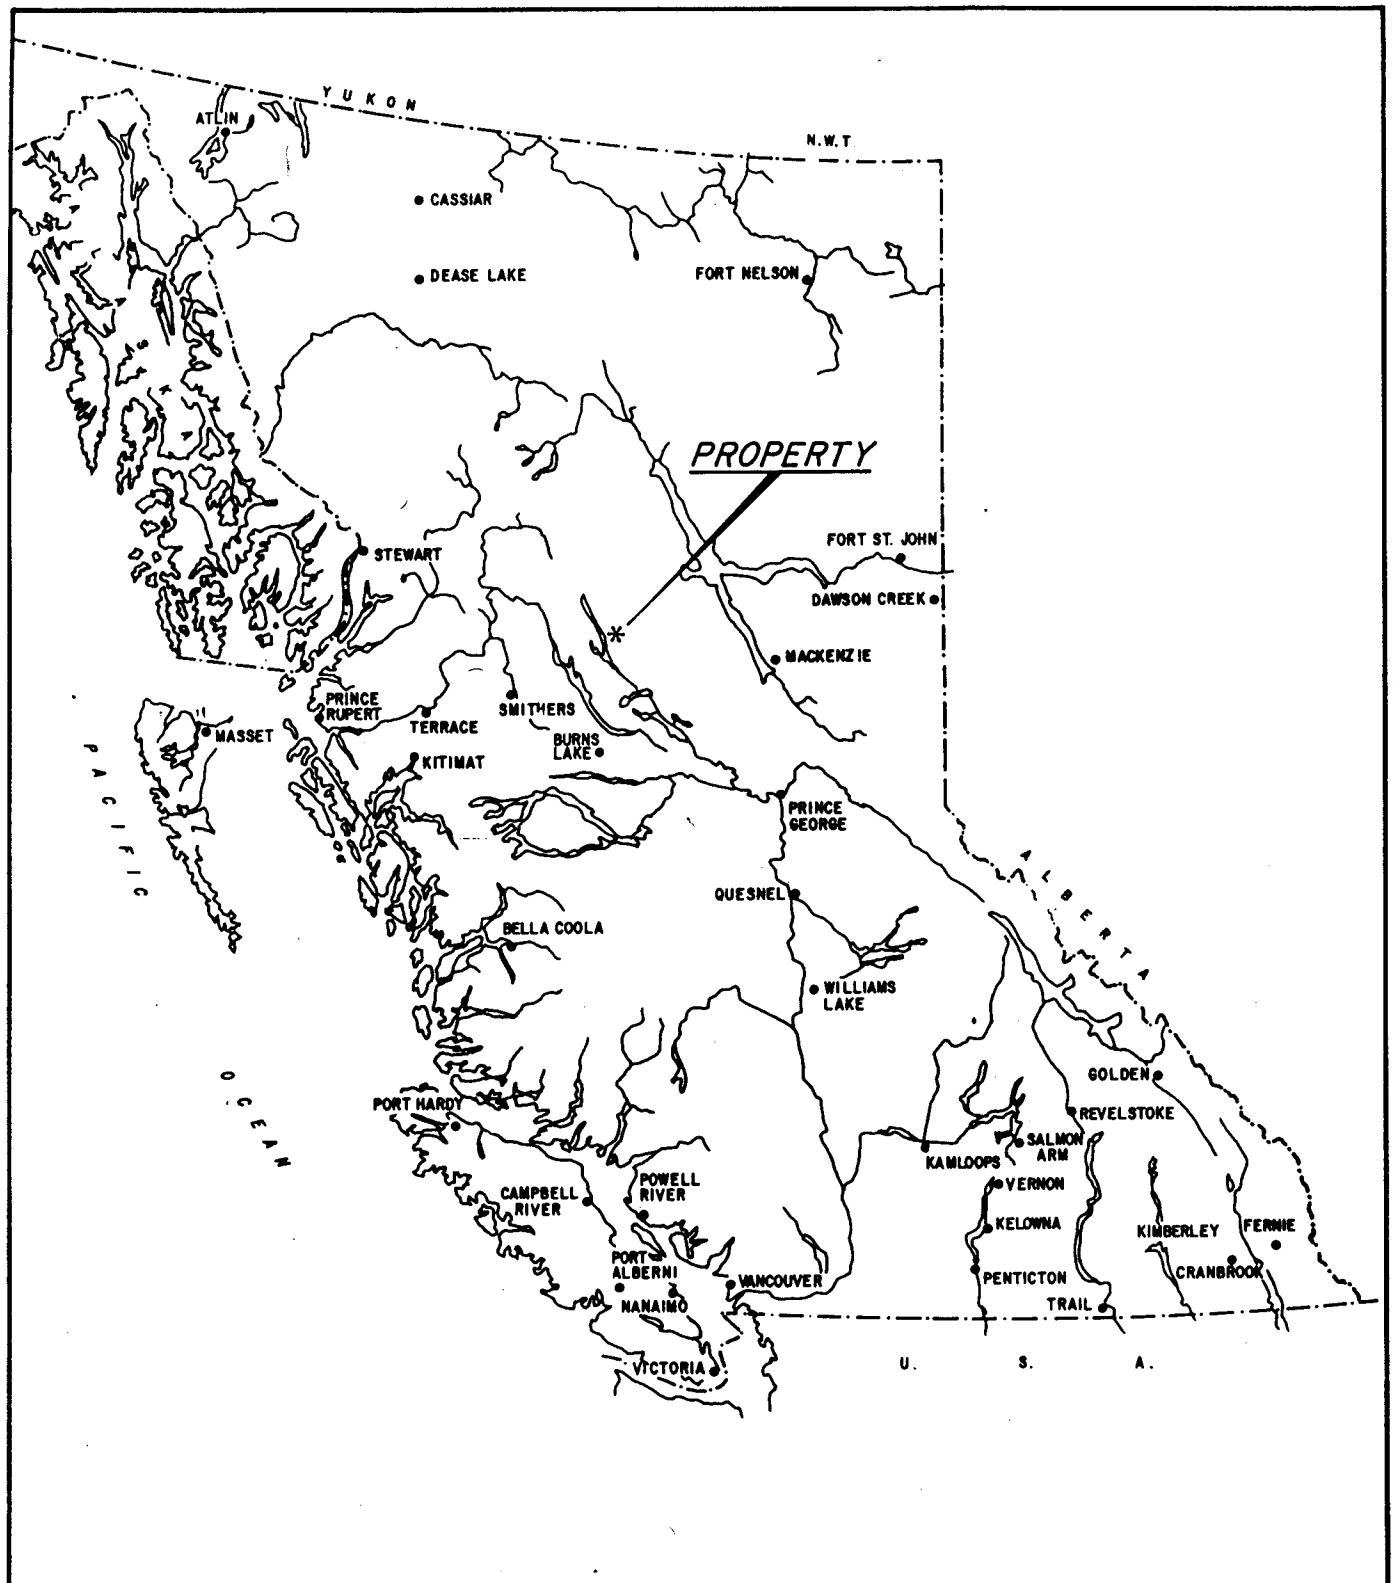 YUKON
ATLIN
N.W.T
CASSIAR
DEASE LAKE
FORT NELSON
ALASKA
PROPERTY
FORT ST. JOHN
STEWART
DAWSON CREEK
*
MACKENZIE
PRINCE
RUPERT
SMITHERS
TERRACE
MASSET
BURNS
LAKE
KITIMAT
PACIFIC
PRINCE
GEORGE
ALBERTA
QUESNEL
BELLA COOLA
WILLIAMS
LAKE
OCEAN
GOLDEN
PORT HARDY
REVELSTOKE
SALMON
ARM
KAMLOOPS
POWELL
RIVER
VERNON
CAMPBELL
RIVER
KELOWNA
KIMBERLEY
FERNIE
PORT
ALBERNI
CRANBROOK
PENTICTON
VANCOUVER
NANAIMO
TRAIL
VICTORIA
U. S. A.